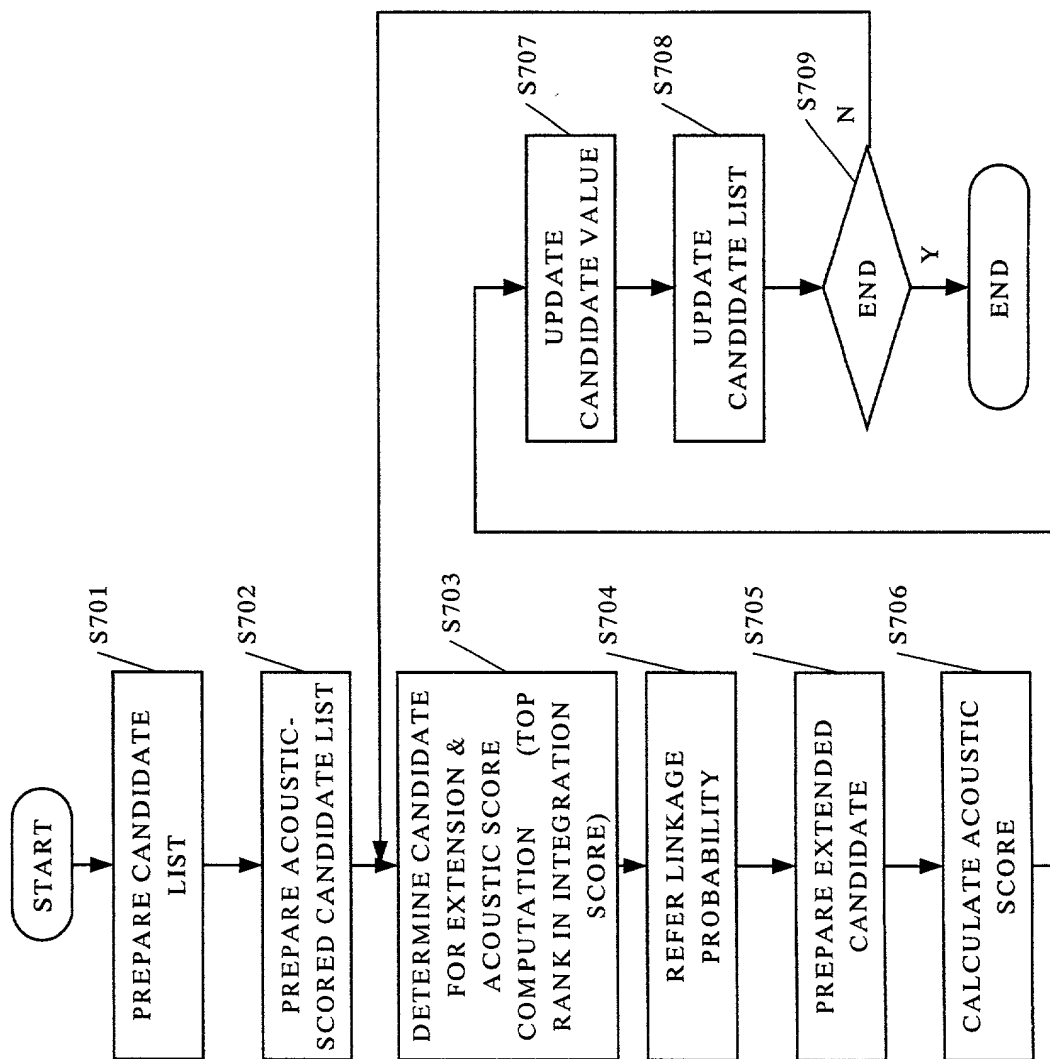 START
PREPARE CANDIDATE
LIST
S701
PREPARE ACOUSTIC-
SCORED CANDIDATE LIST
S702
DETERMINE CANDIDATE
FOR EXTENSION &
ACOUSTIC SCORE
COMPUTATION (TOP
RANK IN INTEGRATION
SCORE)
S703
REFER LINKAGE
PROBABILITY
S704
PREPARE EXTENDED
CANDIDATE
S705
CALCULATE ACOUSTIC
SCORE
S706
UPDATE
CANDIDATE VALUE
S707
UPDATE
CANDIDATE LIST
S708
END
S709
N
Y
END